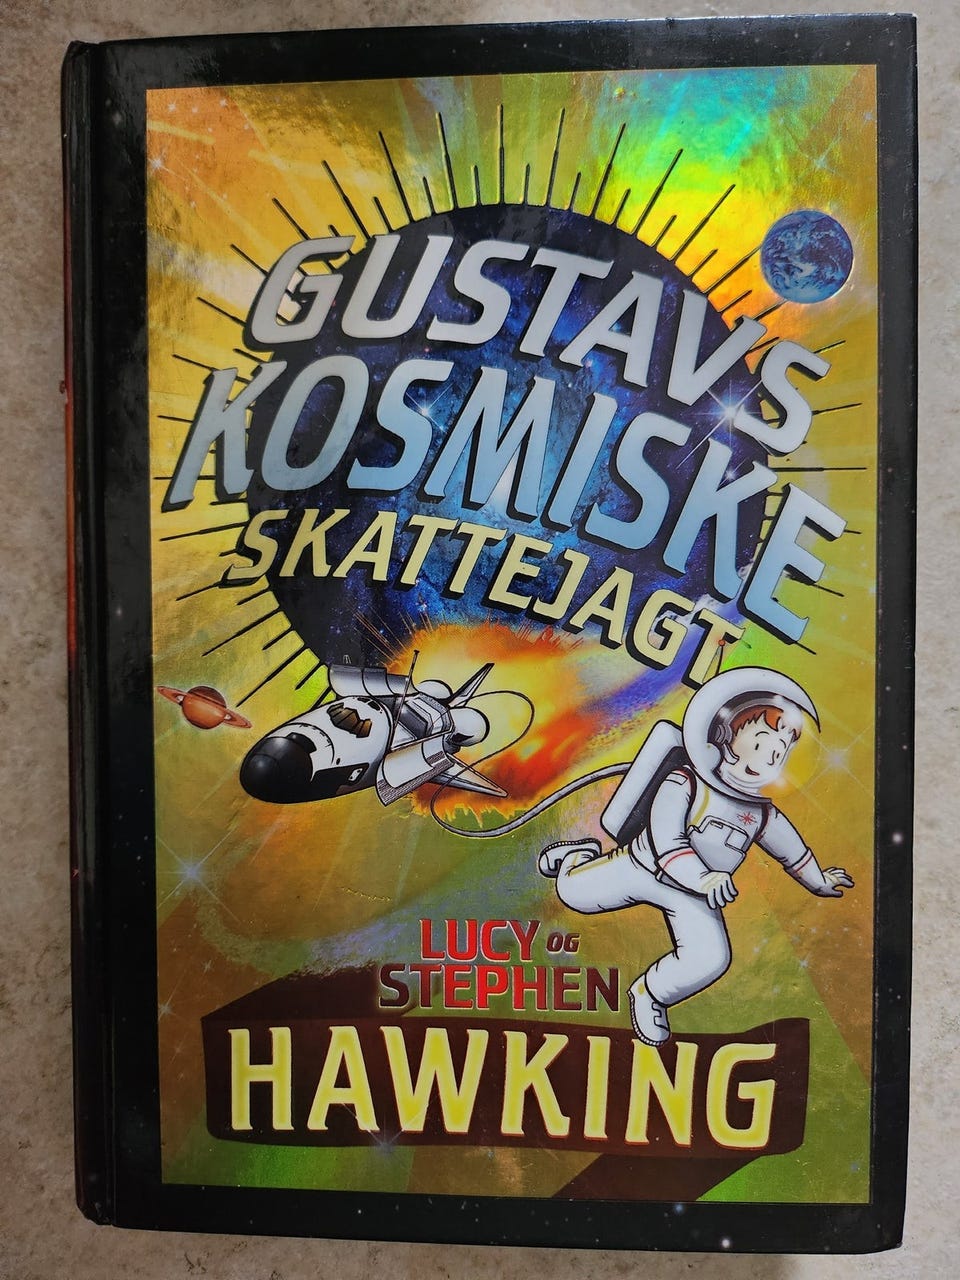 GUSTAVS
KOSMISKE
SKATTEJAGT
LUCY OG
STEPHEN
HAWKING